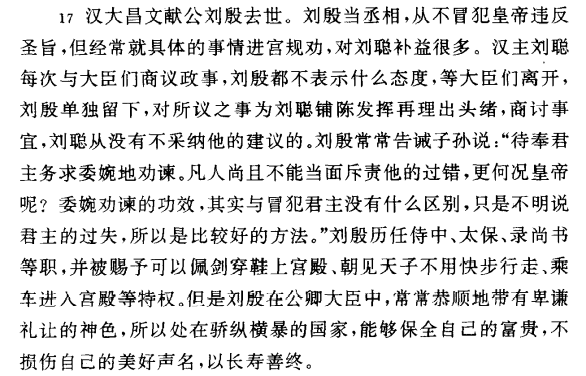 17 汉大昌文献公刘殷去世。刘殷当丞相,从不冒犯皇帝违反
圣旨,但经常就具体的事情进宫规劝,对刘聪补益很多。汉主刘聪
每次与大臣们商议政事,刘殷都不表示什么态度,等大臣们离开,
刘殷单独留下,对所议之事为刘聪铺陈发挥再理出头绪,商讨事
宜,刘聪从没有不采纳他的建议的。刘殷常常告诫子孙说:“待奉君
主务求委婉地劝谏。凡人尚且不能当面斥责他的过错,更何况皇帝
呢?委婉劝谏的功效,其实与冒犯君主没有什么区别,只是不明说
君主的过失,所以是比较好的方法。”刘殷历任侍中、太保、录尚书
等职,并被赐予可以佩剑穿鞋上宫殿、朝见天子不用快步行走、乘
车进入宫殿等特权。但是刘殷在公卿大臣中,常常恭顺地带有卑谦
礼让的神色,所以处在骄纵横暴的国家,能够保全自己的富贵,不
损伤自己的美好声名,以长寿善终。